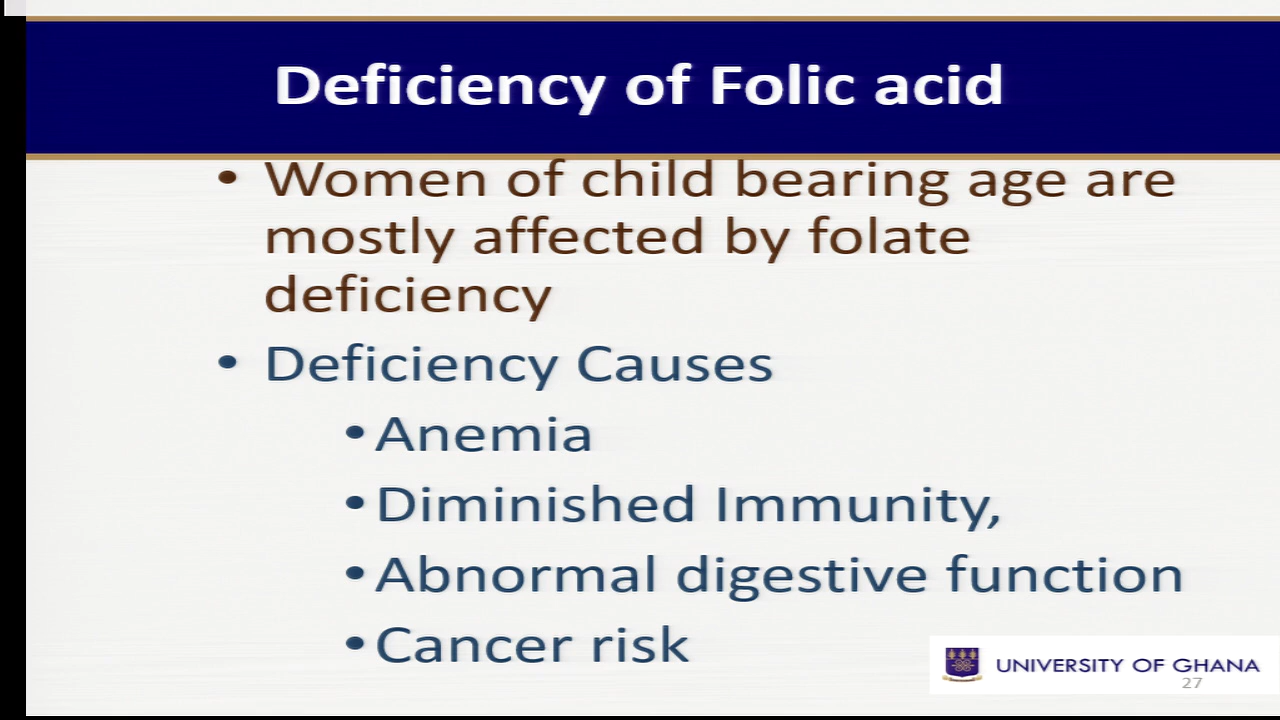 Deficiency of Folic acid
• Women of child bearing age are
mostly affected by folate
deficiency
• Deficiency Causes
• Anemia
• Diminished Immunity,
• Abnormal digestive function
• Cancer risk
UNIVERSITY OF GHANA
27